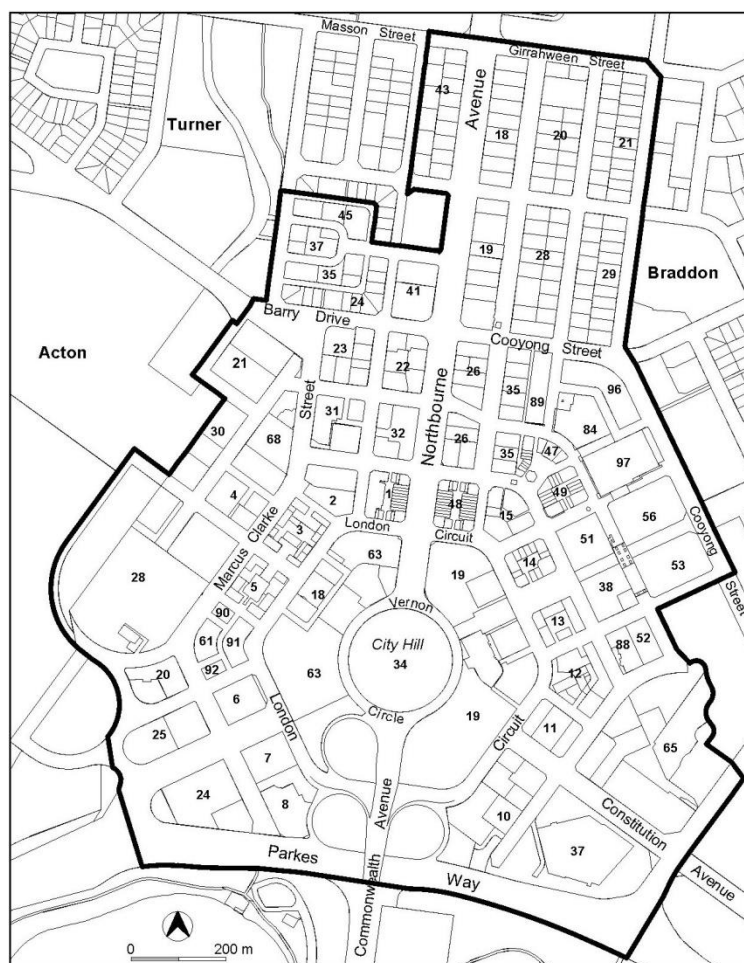 Masson Street
Girrahween Street
43
Avenue
18
20
21
Turner
45
37
35
24
41
19
28
29
Braddon
Barry Drive
Cooyong Street
Acton
21
23
22
26
35
89
96
Street
Northbourne
31
32
26
35
47
84
97
30
68
4
2
1
48
15
49
56
Cooyong
Street
London Circuit
Marcus Clarke
3
63
19
14
51
53
28
5
18
Vernon
38
90
61
91
92
City Hill
34
13
88
52
20
63
12
6
London
Circle
19
Circuit
11
25
65
7
24
8
Avenue
10
37
Constitution
Avenue
Parkes Way
Commonwealth
0 200 m